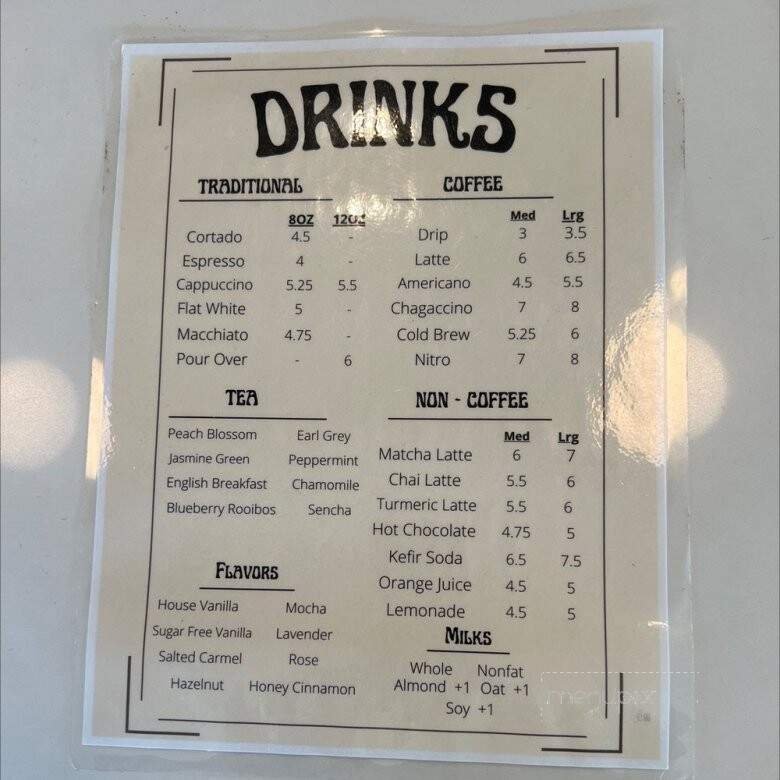 DRINKS
TRADITIONAL
8OZ 12OZ
Cortado 4.5 -
Espresso 4 -
Cappuccino 5.25 5.5
Flat White 5 -
Macchiato 4.75 -
Pour Over - 6
COFFEE
Med Lrg
Drip 3 3.5
Latte 6 6.5
Americano 4.5 5.5
Chagaccino 7 8
Cold Brew 5.25 6
Nitro 7 8
TEA
Peach Blossom Earl Grey
Jasmine Green Peppermint
English Breakfast Chamomile
Blueberry Rooibos Sencha
NON - COFFEE
Med Lrg
Matcha Latte 6 7
Chai Latte 5.5 6
Turmeric Latte 5.5 6
Hot Chocolate 4.75 5
Kefir Soda 6.5 7.5
Orange Juice 4.5 5
Lemonade 4.5 5
FLAVORS
House Vanilla Mocha
Sugar Free Vanilla Lavender
Salted Carmel Rose
Hazelnut Honey Cinnamon
MILKS
Whole Nonfat
Almond +1 Oat +1
Soy +1